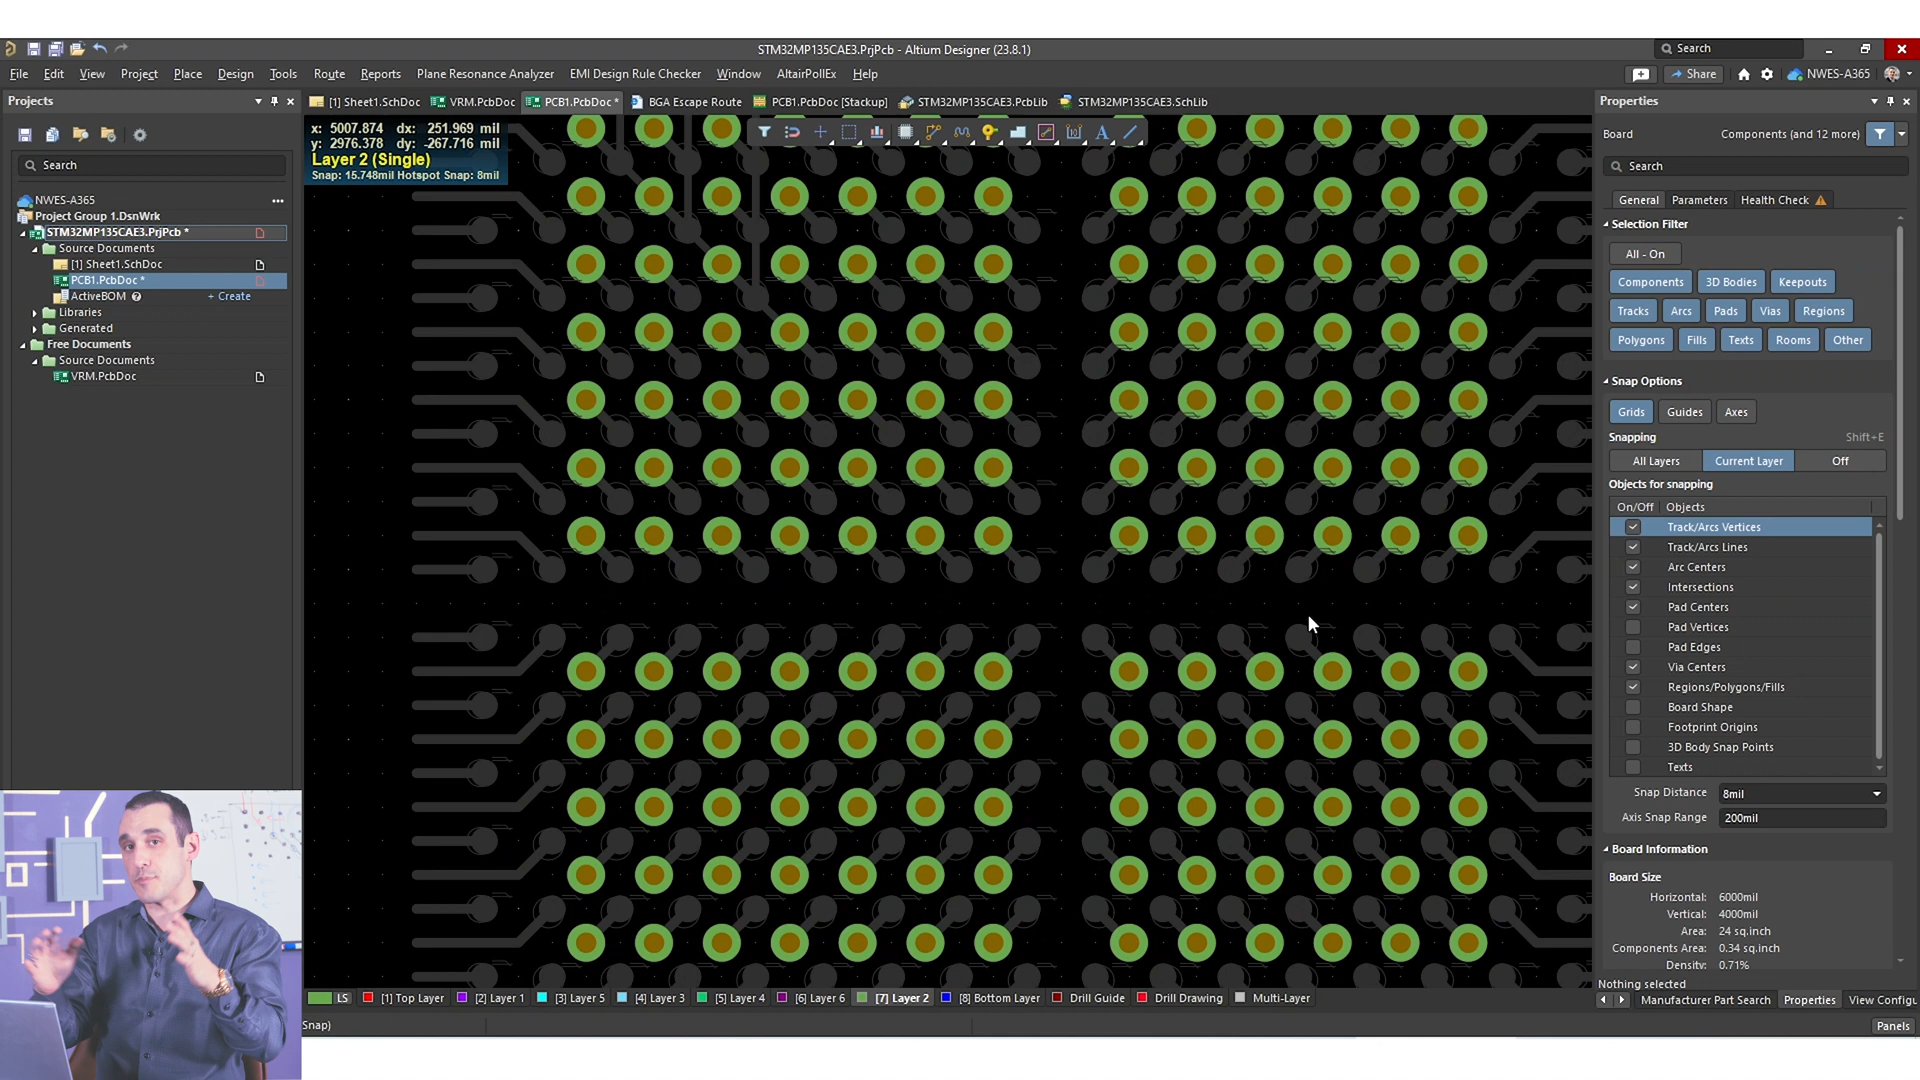 STM32MP135CAE3.PrjPcb - Altium Designer (23.8.1)
Search
File Edit View Project Place Design Tools Route Reports Plane Resonance Analyzer EMI Design Rule Checker Window AltairPollEx Help
Share
NWES-A365
Projects
[1] Sheet1.SchDoc
VRM.PcbDoc
PCB1.PcbDoc *
BGA Escape Route
PCB1.PcbDoc [Stackup]
STM32MP135CAE3.PcbLib
STM32MP135CAE3.SchLib
Search
NWES-A365
Project Group 1.DsnWrk
STM32MP135CAE3.PrjPcb *
Source Documents
[1] Sheet1.SchDoc
PCB1.PcbDoc *
ActiveBOM
+ Create
Libraries
Generated
Free Documents
Source Documents
VRM.PcbDoc
x: 5007.874 dx: 251.969 mil
y: 2976.378 dy: -267.716 mil
Layer 2 (Single)
Snap: 15.748mil Hotspot Snap: 8mil
LS
[1] Top Layer
[2] Layer 1
[3] Layer 5
[4] Layer 3
[5] Layer 4
[6] Layer 6
[7] Layer 2
[8] Bottom Layer
Drill Guide
Drill Drawing
Multi-Layer
Snap)
Properties
Board
Components (and 12 more)
Search
General Parameters Health Check
Selection Filter
All - On
Components 3D Bodies Keepouts
Tracks Arcs Pads Vias Regions
Polygons Fills Texts Rooms Other
Snap Options
Grids Guides Axes
Snapping Shift+E
All Layers Current Layer Off
Objects for snapping
On/Off Objects
Track/Arcs Vertices
Track/Arcs Lines
Arc Centers
Intersections
Pad Centers
Pad Vertices
Pad Edges
Via Centers
Regions/Polygons/Fills
Board Shape
Footprint Origins
3D Body Snap Points
Texts
Snap Distance 8mil
Axis Snap Range 200mil
Board Information
Board Size
Horizontal: 6000mil
Vertical: 4000mil
Area: 24 sq.inch
Components Area: 0.34 sq.inch
Density: 0.71%
Nothing selected
Manufacturer Part Search Properties View Configu
Panels